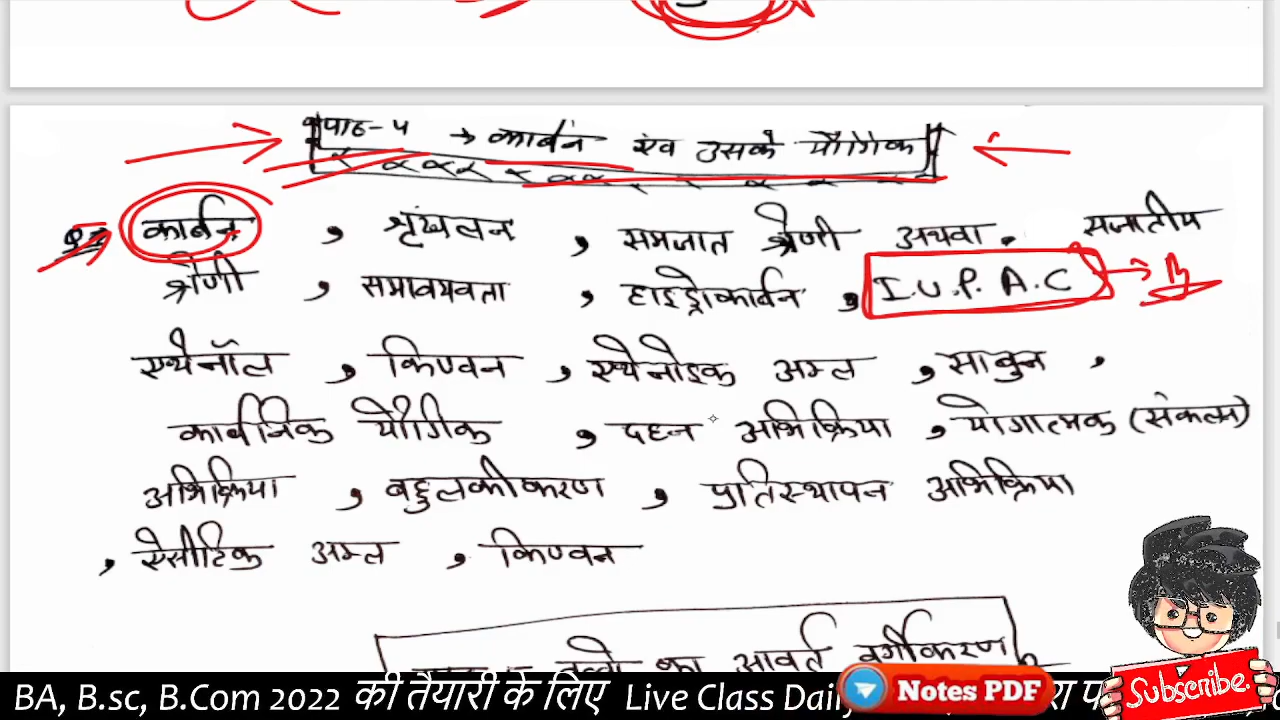 पाठ-4 → कार्बन एंव उसके यौगिक
कार्बन , श्रृंखलन , समजात श्रेणी अथवा सजातीय
श्रेणी , समावयवता , हाइड्रोकार्बन , I.U.P.A.C
एथेनॉल , किण्वन , एथेनोइक अम्ल , साबुन ,
कार्बनिक यौगिक , दहन अभिक्रिया , योगात्मक (संकलन)
अभिक्रिया , बहुलकीकरण , प्रतिस्थापन अभिक्रिया
, ऐसीटिक अम्ल , किण्वन
तत्वो का आवर्त वर्गीकरण
BA, B.sc, B.Com 2022 की तैयारी के लिए Live Class Daily
Notes PDF
Subscribe.